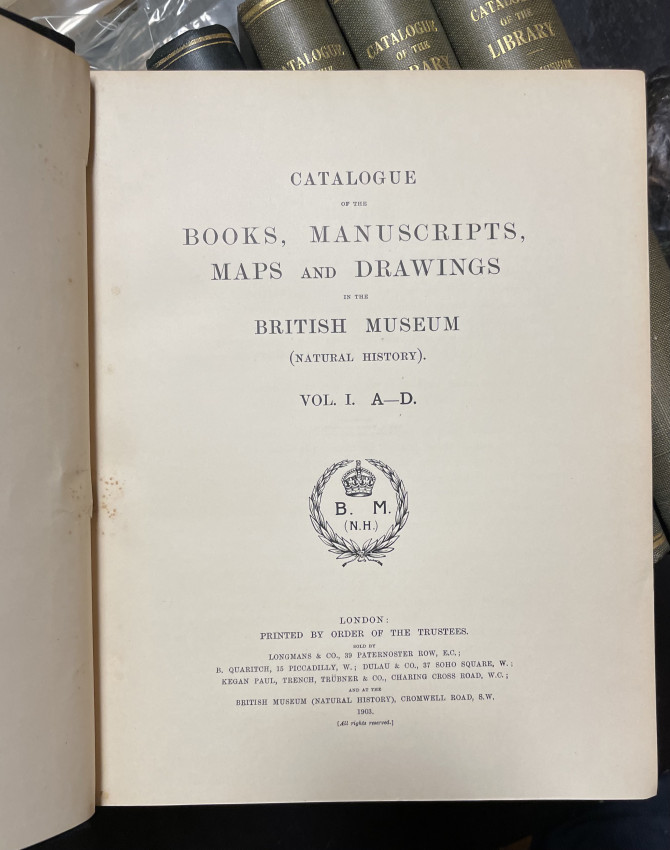 CATALOGUE
CATALOGUE
OF THE
CATALOGUE
OF THE
LIBRARY
CATALOGUE
OF THE
BOOKS, MANUSCRIPTS,
MAPS AND DRAWINGS
IN THE
BRITISH MUSEUM
(NATURAL HISTORY).
VOL. I. A—D.
B. M.
(N.H.)
LONDON:
PRINTED BY ORDER OF THE TRUSTEES.
SOLD BY
LONGMANS & CO., 39 PATERNOSTER ROW, E.C.;
B. QUARITCH, 15 PICCADILLY, W.; DULAU & CO., 37 SOHO SQUARE, W.;
KEGAN PAUL, TRENCH, TRÜBNER & CO., CHARING CROSS ROAD, W.C.;
AND AT THE
BRITISH MUSEUM (NATURAL HISTORY), CROMWELL ROAD, S.W.
1903.
[All rights reserved.]